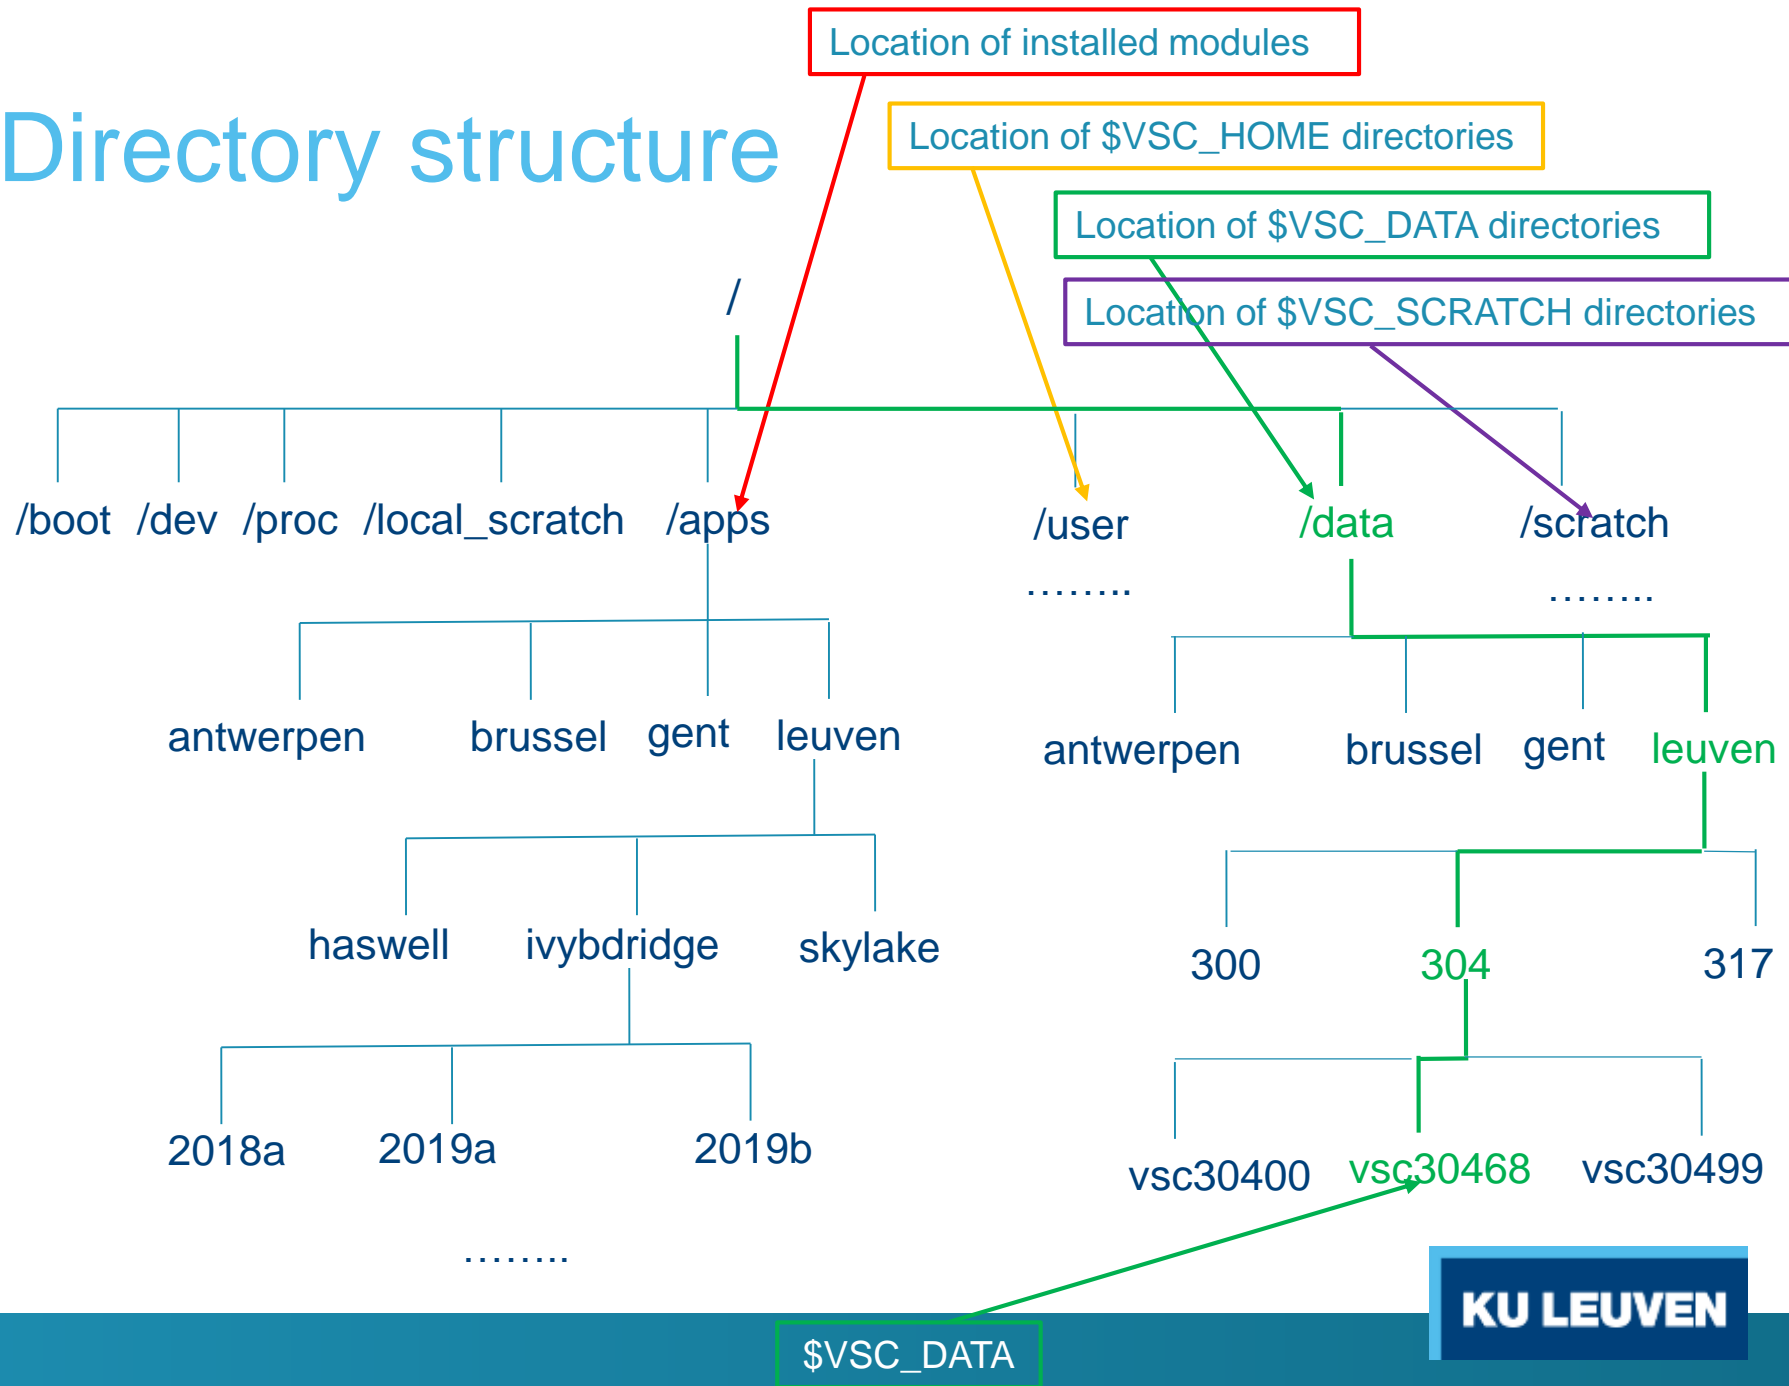 Location of installed modules
Directory structure
Location of $VSC_HOME directories
Location of $VSC_DATA directories
Location of $VSC_SCRATCH directories
/
/boot /dev /proc /local_scratch /apps /user /data /scratch
........ ........
antwerpen brussel gent leuven antwerpen brussel gent leuven
haswell ivybdridge skylake 300 304 317
2018a 2019a 2019b vsc30400 vsc30468 vsc30499
........
KU LEUVEN
$VSC_DATA